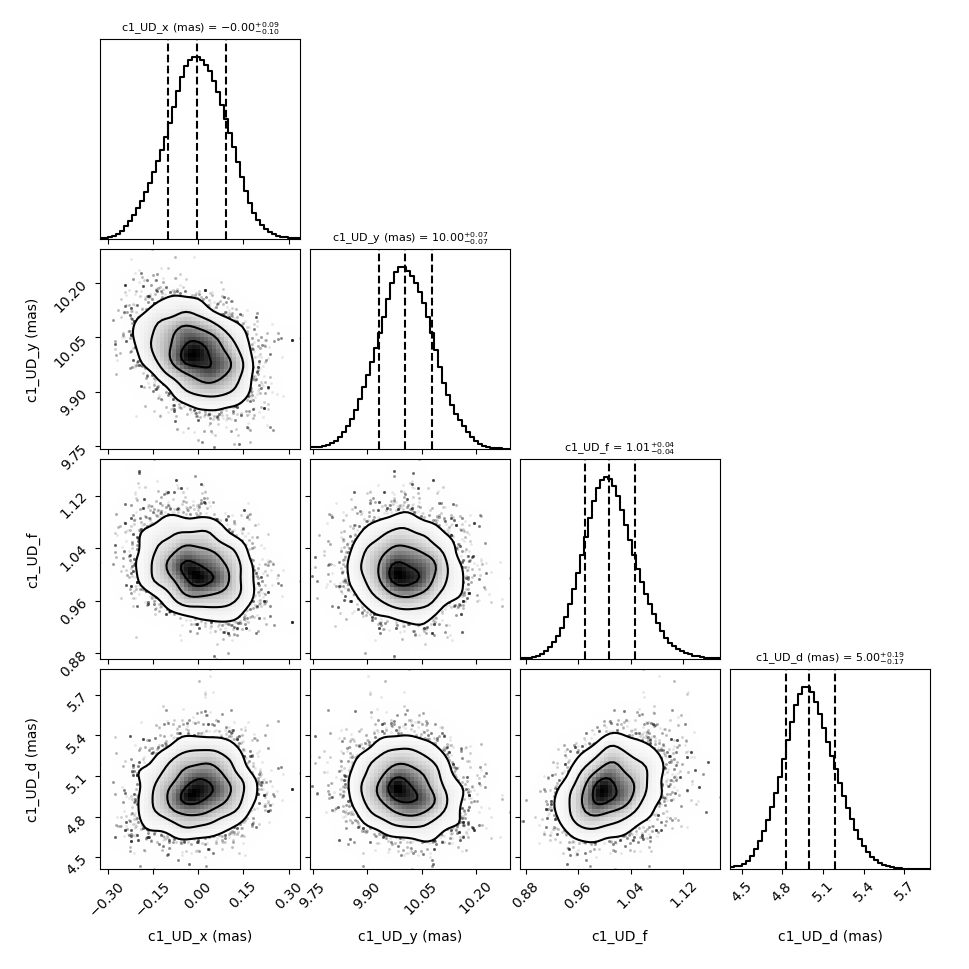 c1_UD_x (mas) = −0.00+0.09−0.10
c1_UD_y (mas) = 10.00+0.07−0.07
c1_UD_y (mas)
10.20
10.05
9.90
9.75
c1_UD_f = 1.01+0.04−0.04
c1_UD_f
1.12
1.04
0.96
0.88
c1_UD_d (mas) = 5.00+0.19−0.17
c1_UD_d (mas)
5.7
5.4
5.1
4.8
4.5
−0.30 −0.15 0.00 0.15 0.30 9.75 9.90 10.05 10.20 0.88 0.96 1.04 1.12 4.5 4.8 5.1 5.4 5.7
c1_UD_x (mas) c1_UD_y (mas) c1_UD_f c1_UD_d (mas)